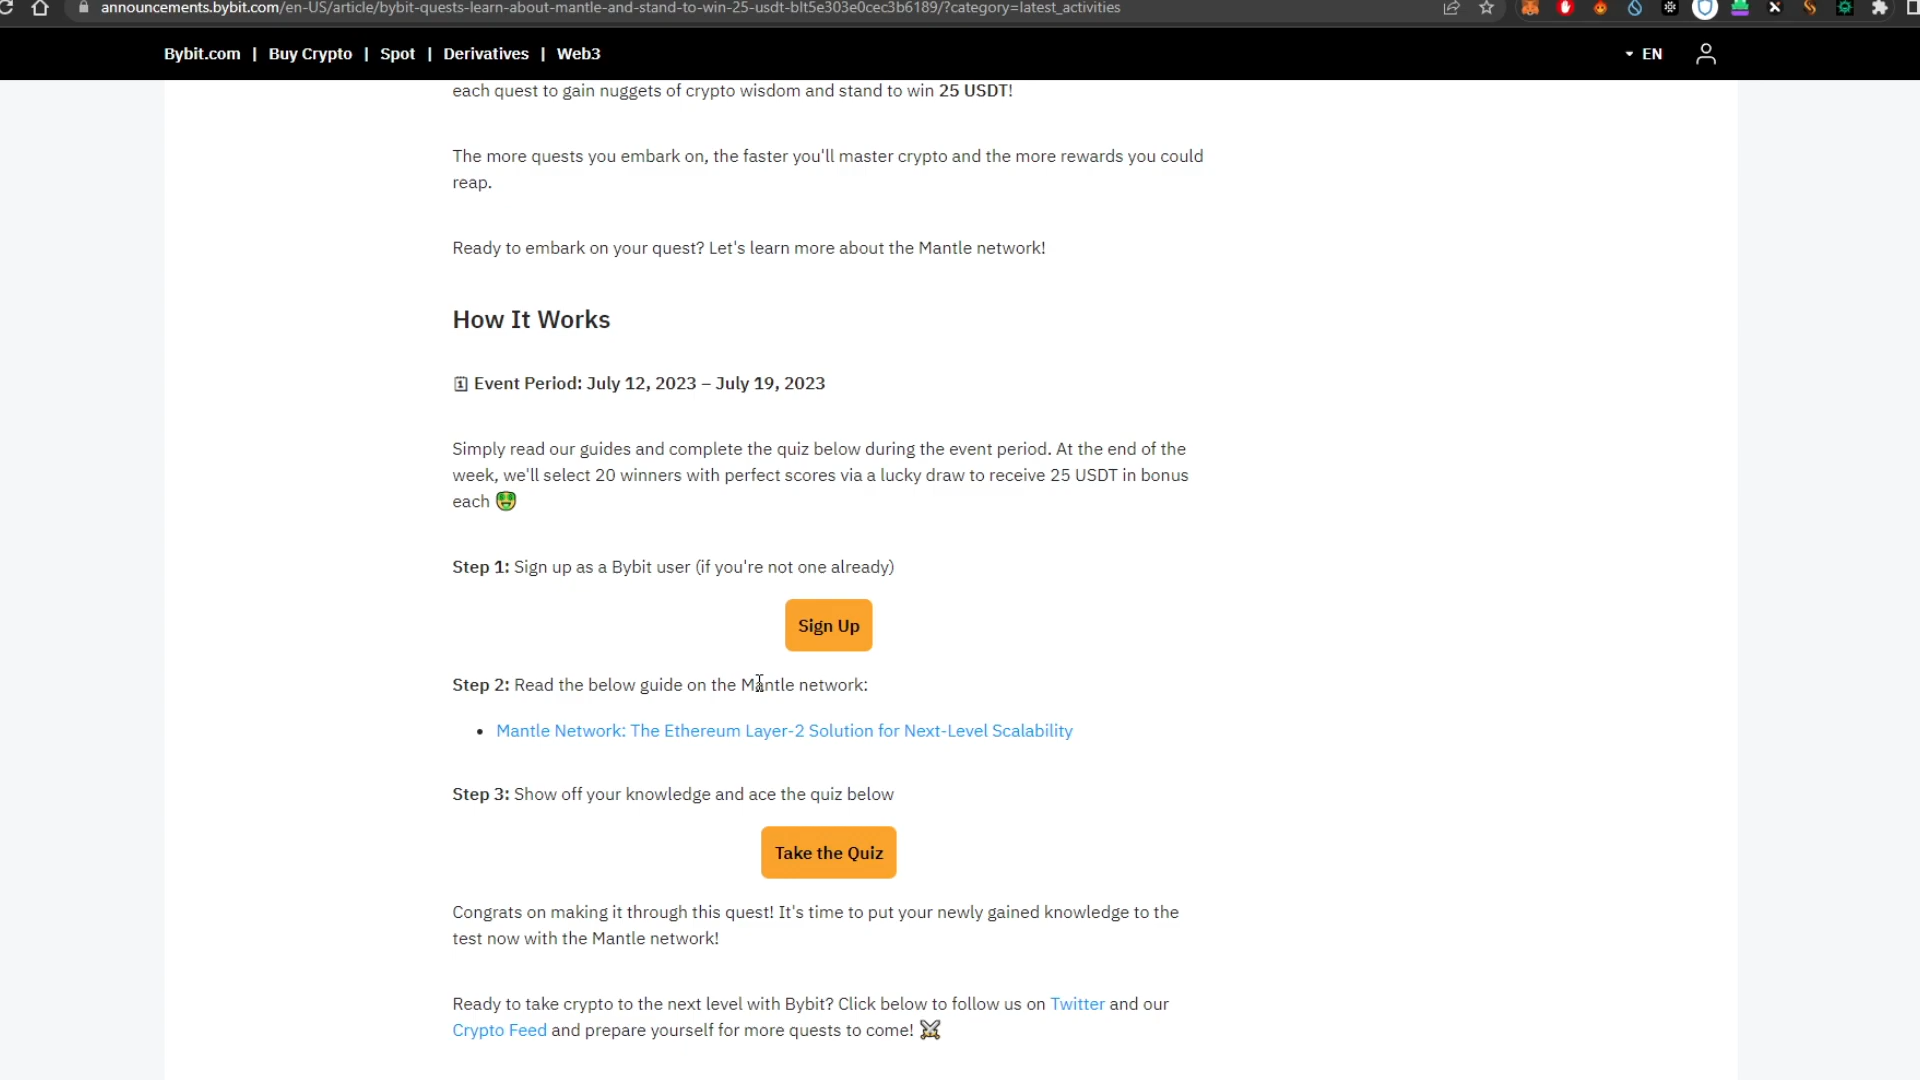 announcements.bybit.com/en-US/article/bybit-quests-learn-about-mantle-and-stand-to-win-25-usdt-blt5e303e0cec3b6189/?category=latest_activities
Bybit.com | Buy Crypto | Spot | Derivatives | Web3
EN
each quest to gain nuggets of crypto wisdom and stand to win 25 USDT!
The more quests you embark on, the faster you'll master crypto and the more rewards you could
reap.
Ready to embark on your quest? Let's learn more about the Mantle network!
How It Works
🗓 Event Period: July 12, 2023 – July 19, 2023
Simply read our guides and complete the quiz below during the event period. At the end of the
week, we'll select 20 winners with perfect scores via a lucky draw to receive 25 USDT in bonus
each 🤑
Step 1: Sign up as a Bybit user (if you're not one already)
Sign Up
Step 2: Read the below guide on the Mantle network:
• Mantle Network: The Ethereum Layer-2 Solution for Next-Level Scalability
Step 3: Show off your knowledge and ace the quiz below
Take the Quiz
Congrats on making it through this quest! It's time to put your newly gained knowledge to the
test now with the Mantle network!
Ready to take crypto to the next level with Bybit? Click below to follow us on Twitter and our
Crypto Feed and prepare yourself for more quests to come! ⚔️